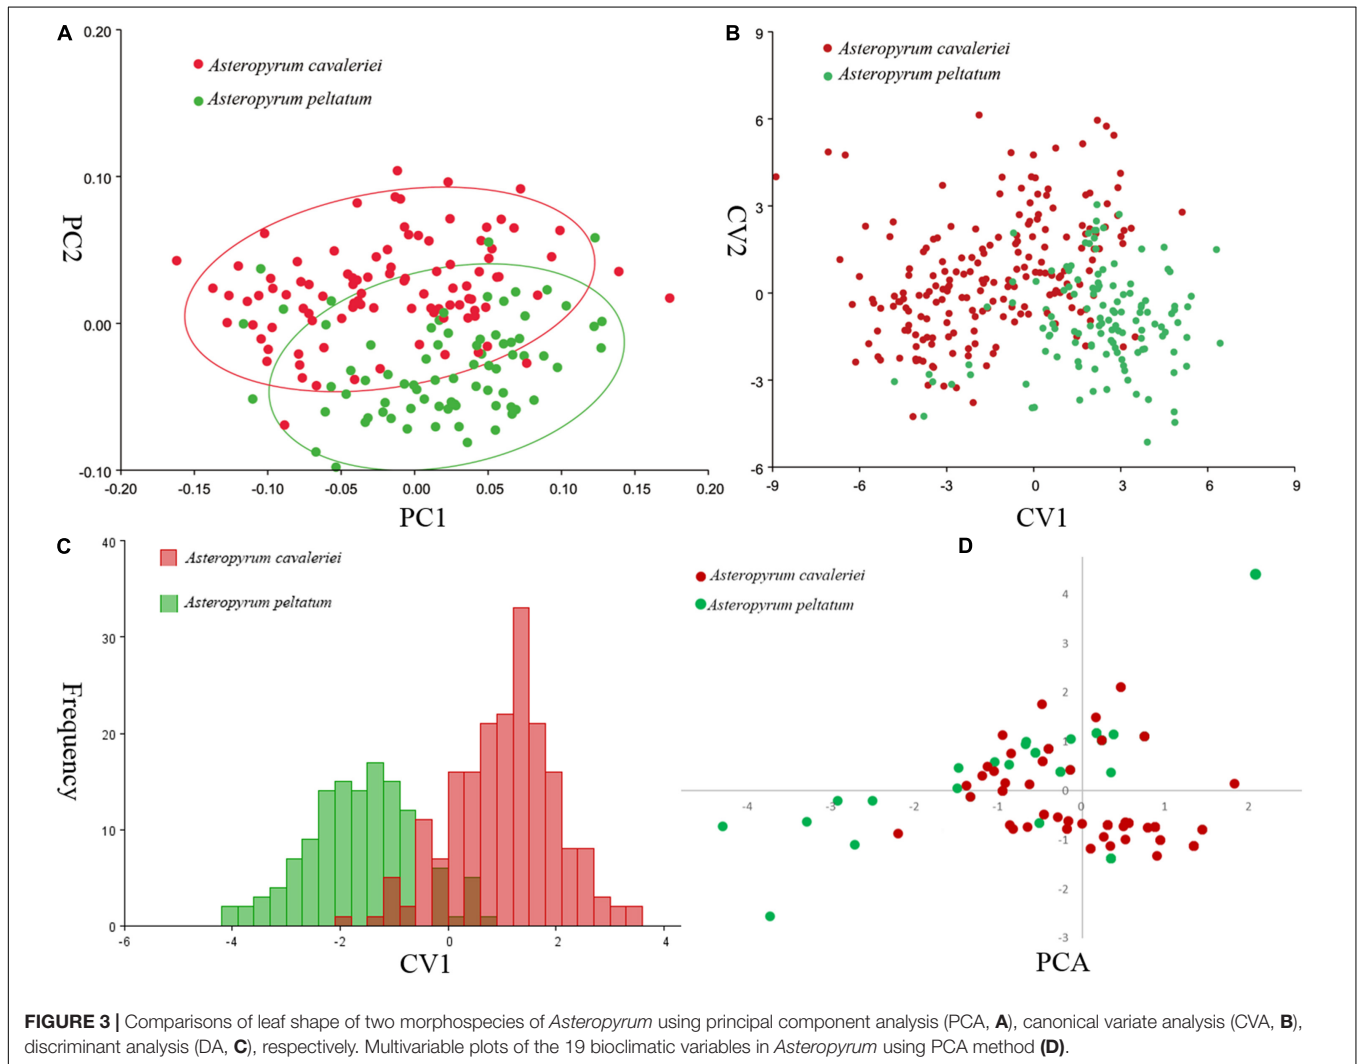 A
0.20
Asteropyrum cavaleriei
Asteropyrum peltatum
0.10
PC2
0.00
-0.10
-0.20 -0.15 -0.10 -0.05 0.00 0.05 0.10 0.15 0.20
PC1
B
9
Asteropyrum cavaleriei
Asteropyrum peltatum
6
3
CV2
0
-3
-6
-9 -6 -3 0 3 6 9
CV1
C
40
Asteropyrum cavaleriei
Asteropyrum peltatum
30
Frequency
20
10
0
-6 -4 -2 0 2 4
CV1
D
Asteropyrum cavaleriei
Asteropyrum peltatum
4
3
2
1
0
-4 -3 -2 -1 0 1 2
-1
-2
-3
PCA
FIGURE 3 | Comparisons of leaf shape of two morphospecies of Asteropyrum using principal component analysis (PCA, A), canonical variate analysis (CVA, B),
discriminant analysis (DA, C), respectively. Multivariable plots of the 19 bioclimatic variables in Asteropyrum using PCA method (D).